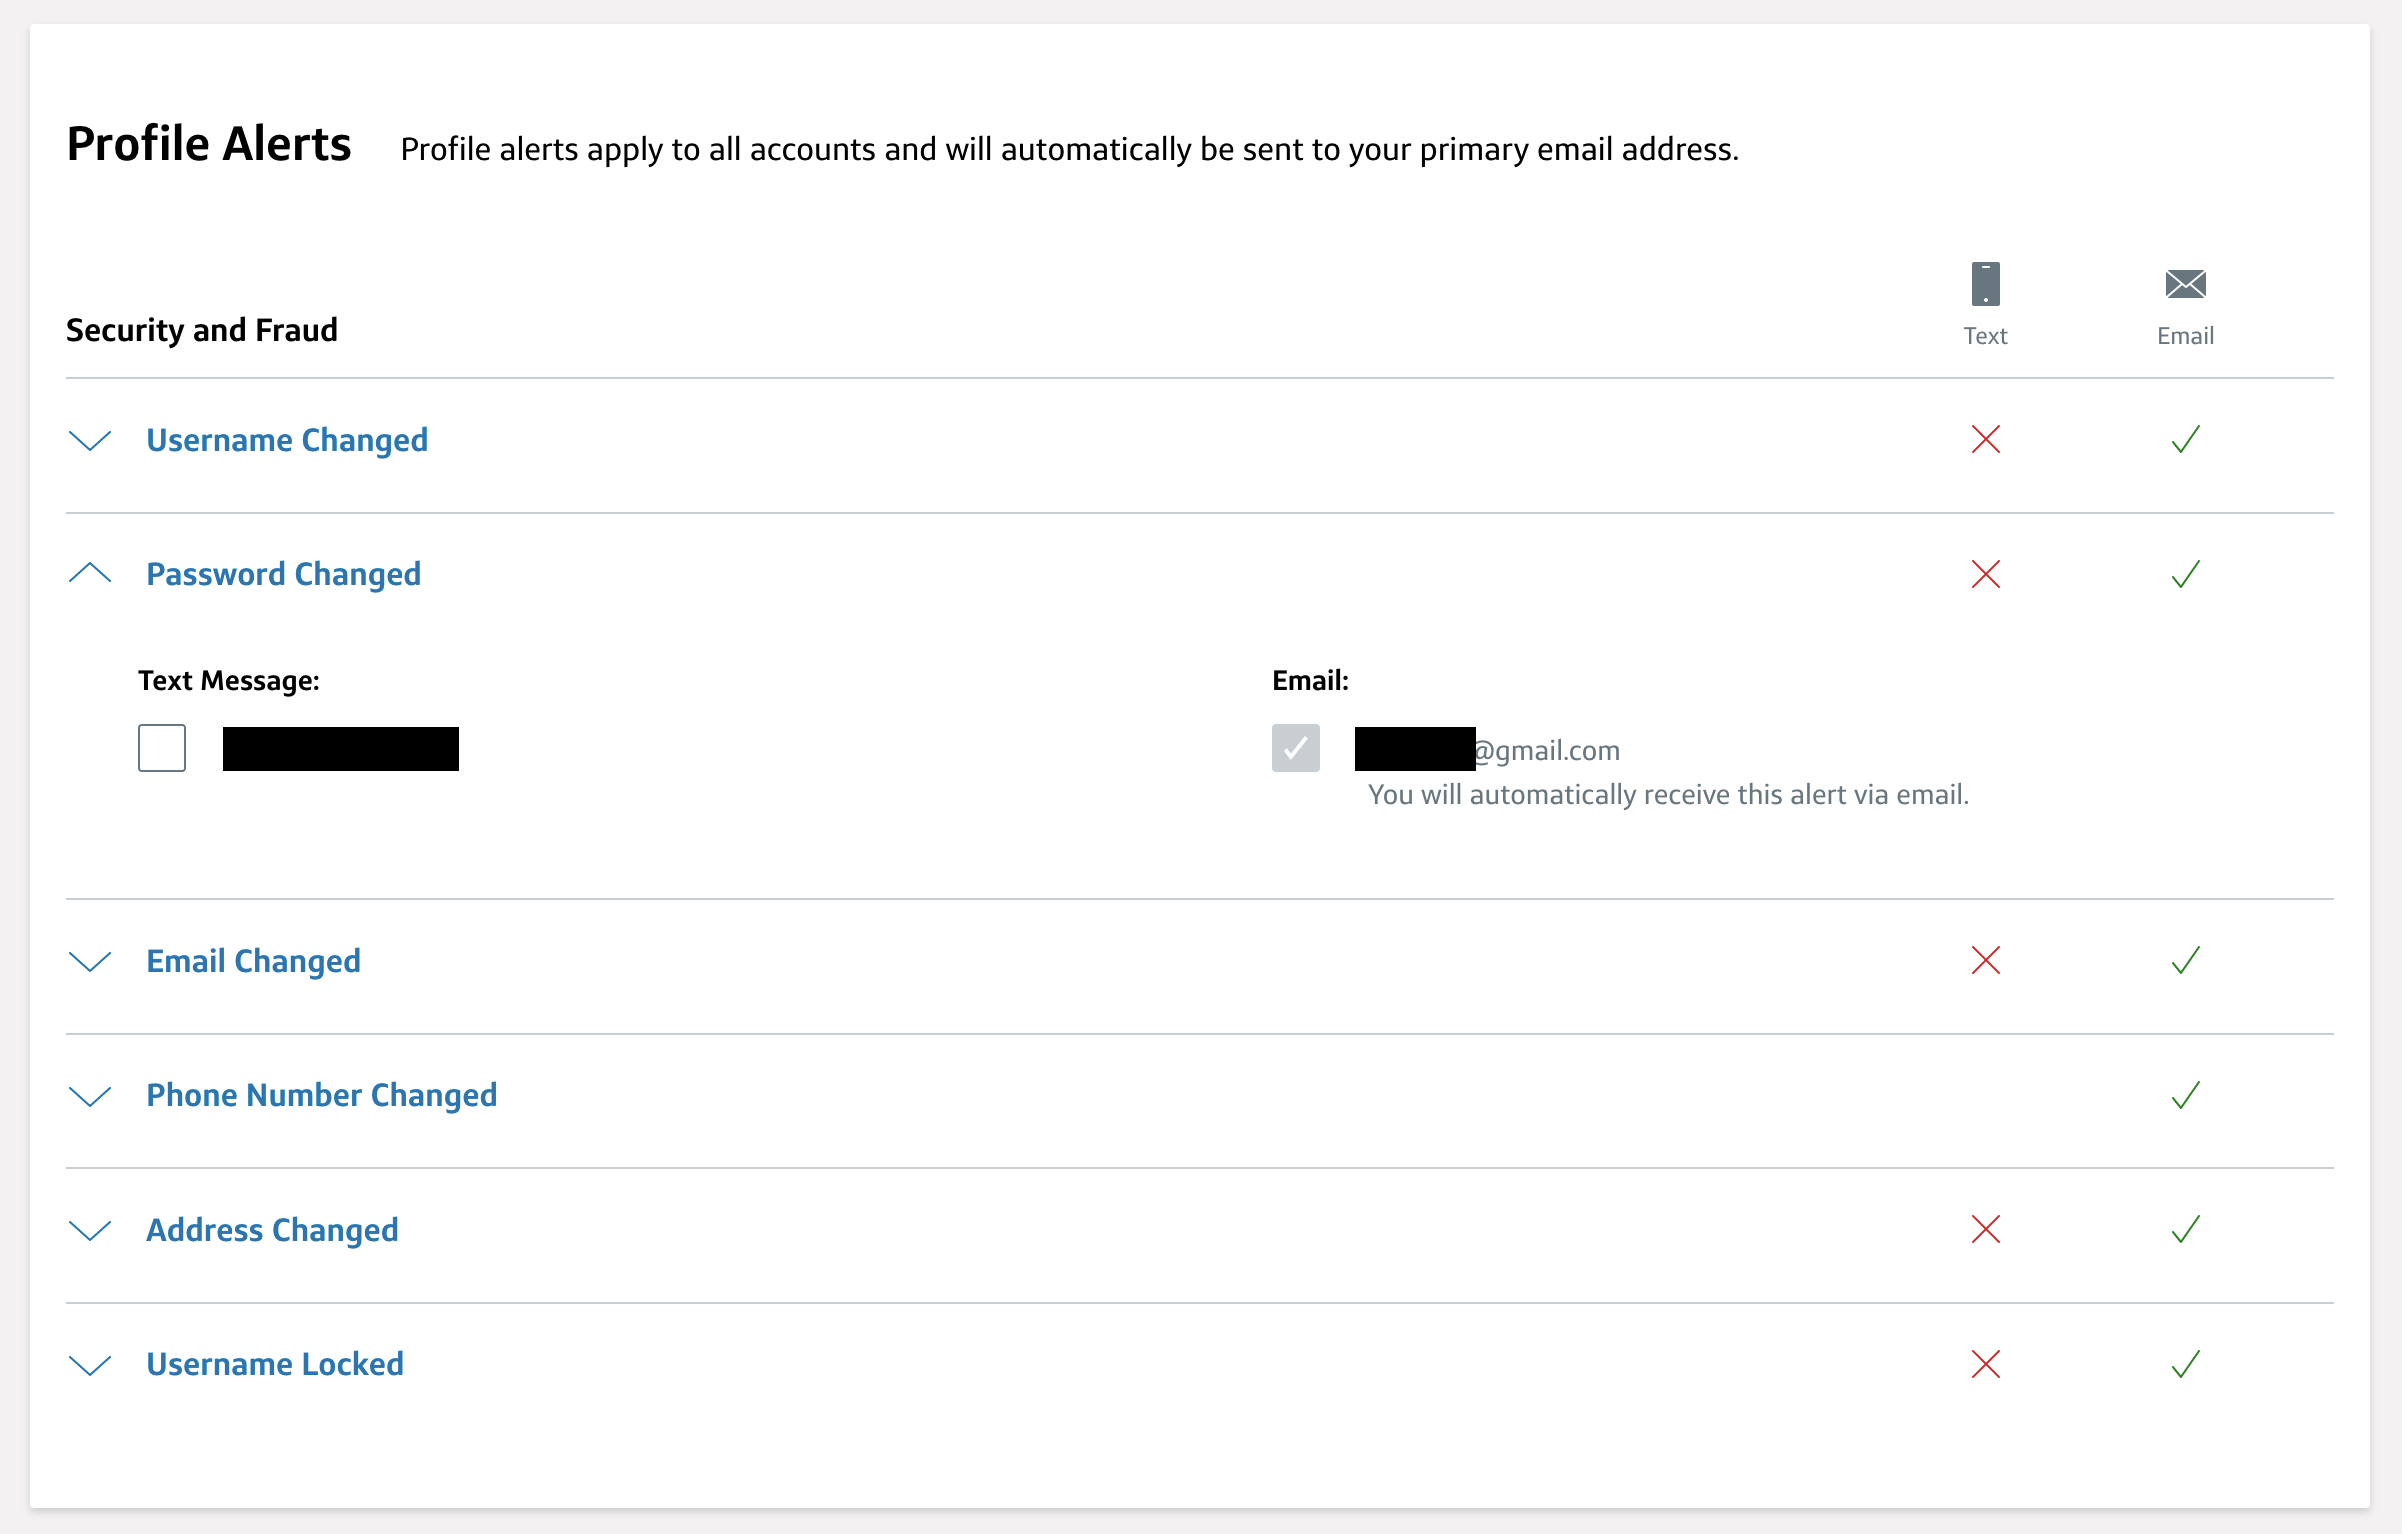 Profile Alerts Profile alerts apply to all accounts and will automatically be sent to your primary email address.
Security and Fraud
Text Email
Username Changed
Password Changed
Text Message: Email:
@gmail.com
You will automatically receive this alert via email.
Email Changed
Phone Number Changed
Address Changed
Username Locked